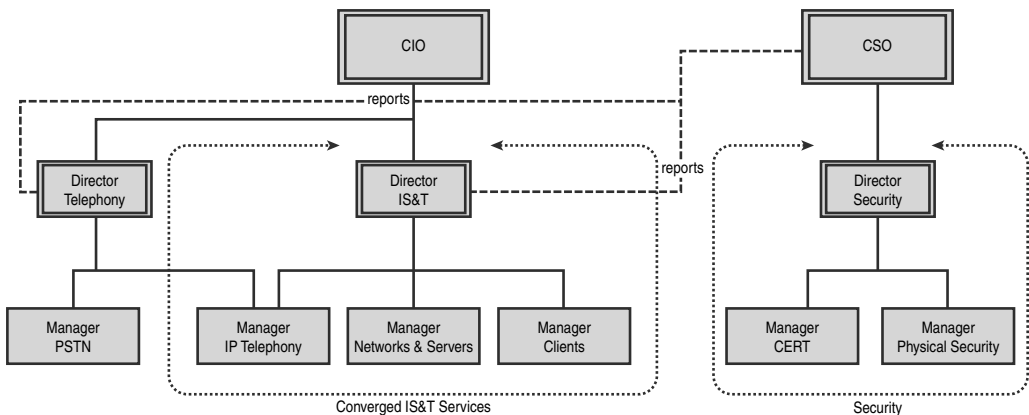 CIO
CSO
reports
reports
Director
Telephony
Director
IS&T
Director
Security
Manager
PSTN
Manager
IP Telephony
Manager
Networks & Servers
Manager
Clients
Manager
CERT
Manager
Physical Security
Converged IS&T Services
Security